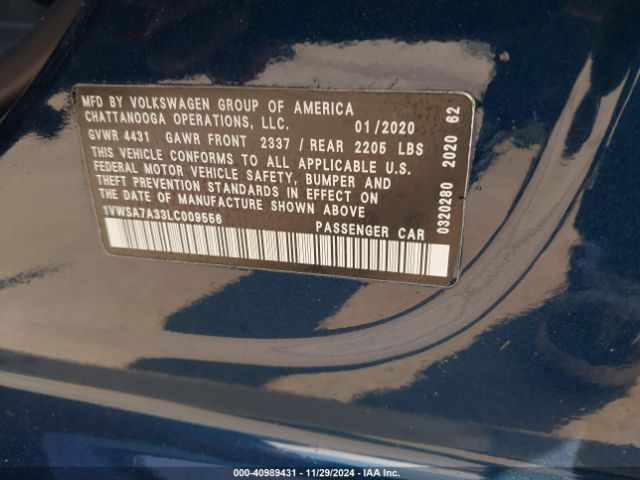 MFD BY VOLKSWAGEN GROUP OF AMERICA
CHATTANOOGA OPERATIONS, LLC. 01/2020
GVWR 4431 GAWR FRONT 2337 / REAR 2205 LBS
THIS VEHICLE CONFORMS TO ALL APPLICABLE U.S.
FEDERAL MOTOR VEHICLE SAFETY, BUMPER AND
THEFT PREVENTION STANDARDS IN EFFECT ON
THE DATE OF MANUFACTURE SHOWN ABOVE
1VWSA7A33LC009556 PASSENGER CAR
0320280 2020 62
000-40989431 - 11/29/2024 - IAA Inc.